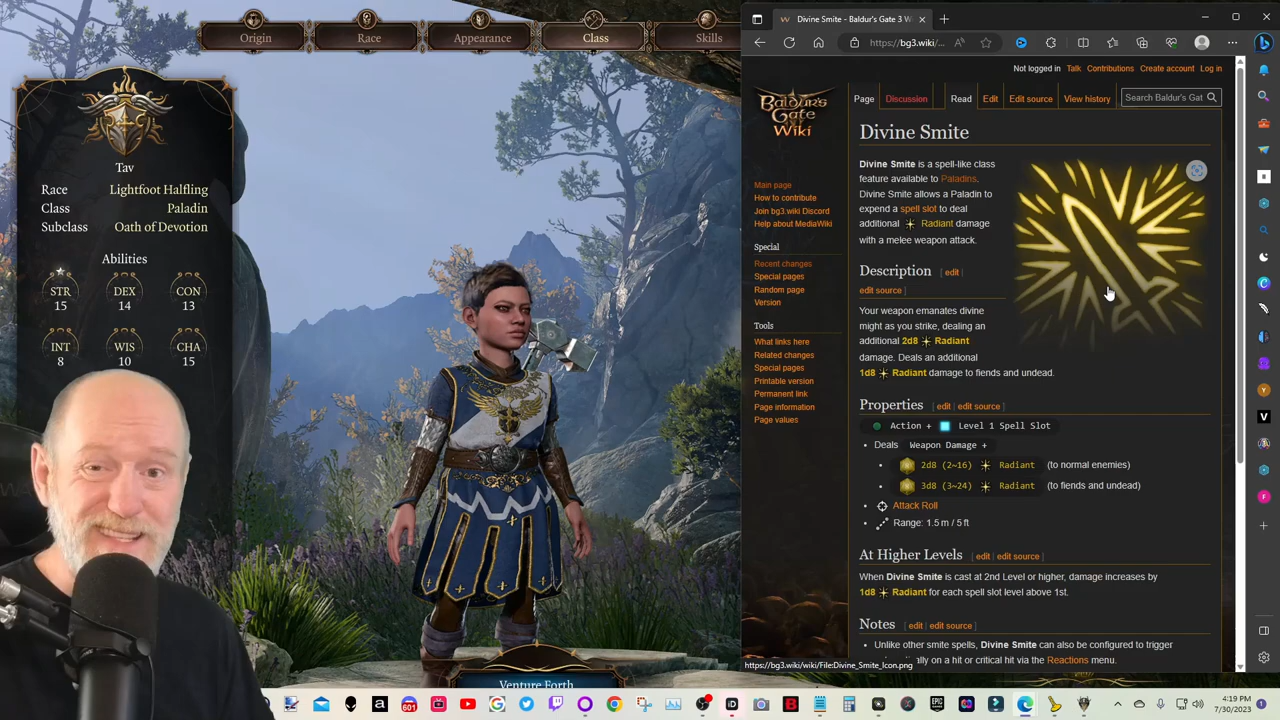 Origin
Race
Appearance
Class
Skills
Tav
Race Lightfoot Halfling
Class Paladin
Subclass Oath of Devotion
Abilities
STR DEX CON
15 14 13
INT WIS CHA
8 10 15
Venture Forth
Divine Smite - Baldur's Gate 3 W
https://bg3.wiki/...
Not logged in Talk Contributions Create account Log in
Baldur's Gate Wiki
Page Discussion Read Edit Edit source View history Search Baldur's Gat
Main page
How to contribute
Join bg3.wiki Discord
Help about MediaWiki
Special
Recent changes
Special pages
Random page
Version
Tools
What links here
Related changes
Special pages
Printable version
Permanent link
Page information
Page values
Divine Smite
Divine Smite is a spell-like class
feature available to Paladins.
Divine Smite allows a Paladin to
expend a spell slot to deal
additional Radiant damage
with a melee weapon attack.
Description [ edit |
edit source ]
Your weapon emanates divine
might as you strike, dealing an
additional 2d8 Radiant
damage. Deals an additional
1d8 Radiant damage to fiends and undead.
Properties [ edit | edit source ]
Action + Level 1 Spell Slot
• Deals Weapon Damage +
• 2d8 (2~16) Radiant (to normal enemies)
• 3d8 (3~24) Radiant (to fiends and undead)
• Attack Roll
• Range: 1.5 m / 5 ft
At Higher Levels [ edit | edit source ]
When Divine Smite is cast at 2nd Level or higher, damage increases by
1d8 Radiant for each spell slot level above 1st.
Notes [ edit | edit source ]
• Unlike other smite spells, Divine Smite can also be configured to trigger
ally on a hit or critical hit via the Reactions menu.
https://bg3.wiki/wiki/File:Divine_Smite_Icon.png
601
4:19 PM
7/30/2023